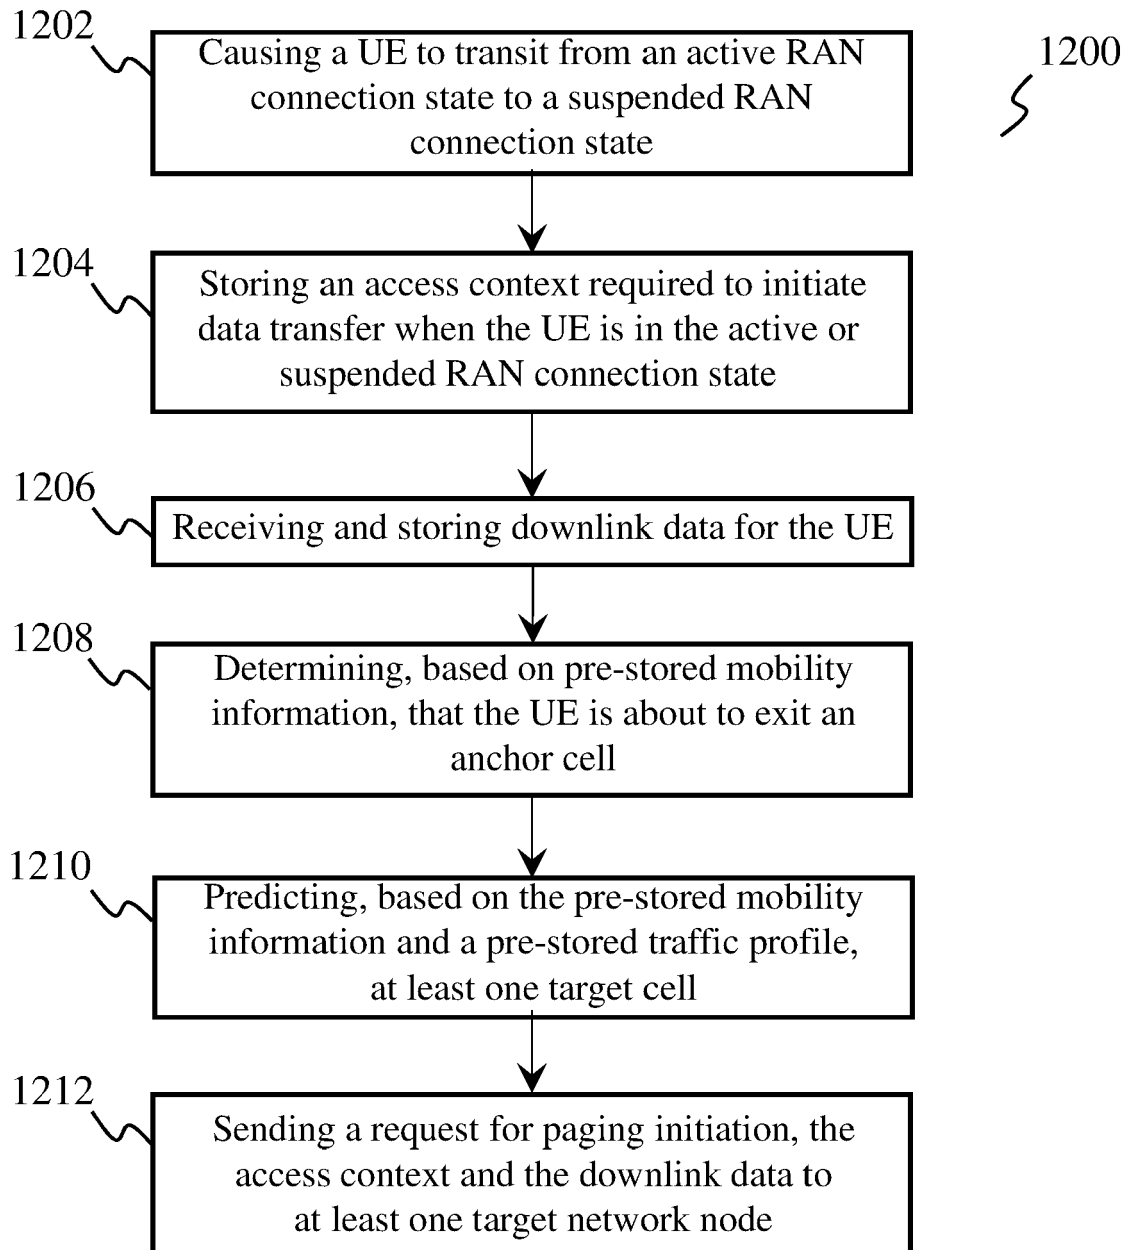 1202
Causing a UE to transit from an active RAN
connection state to a suspended RAN
connection state
1200
1204
Storing an access context required to initiate
data transfer when the UE is in the active or
suspended RAN connection state
1206
Receiving and storing downlink data for the UE
1208
Determining, based on pre-stored mobility
information, that the UE is about to exit an
anchor cell
1210
Predicting, based on the pre-stored mobility
information and a pre-stored traffic profile,
at least one target cell
1212
Sending a request for paging initiation, the
access context and the downlink data to
at least one target network node